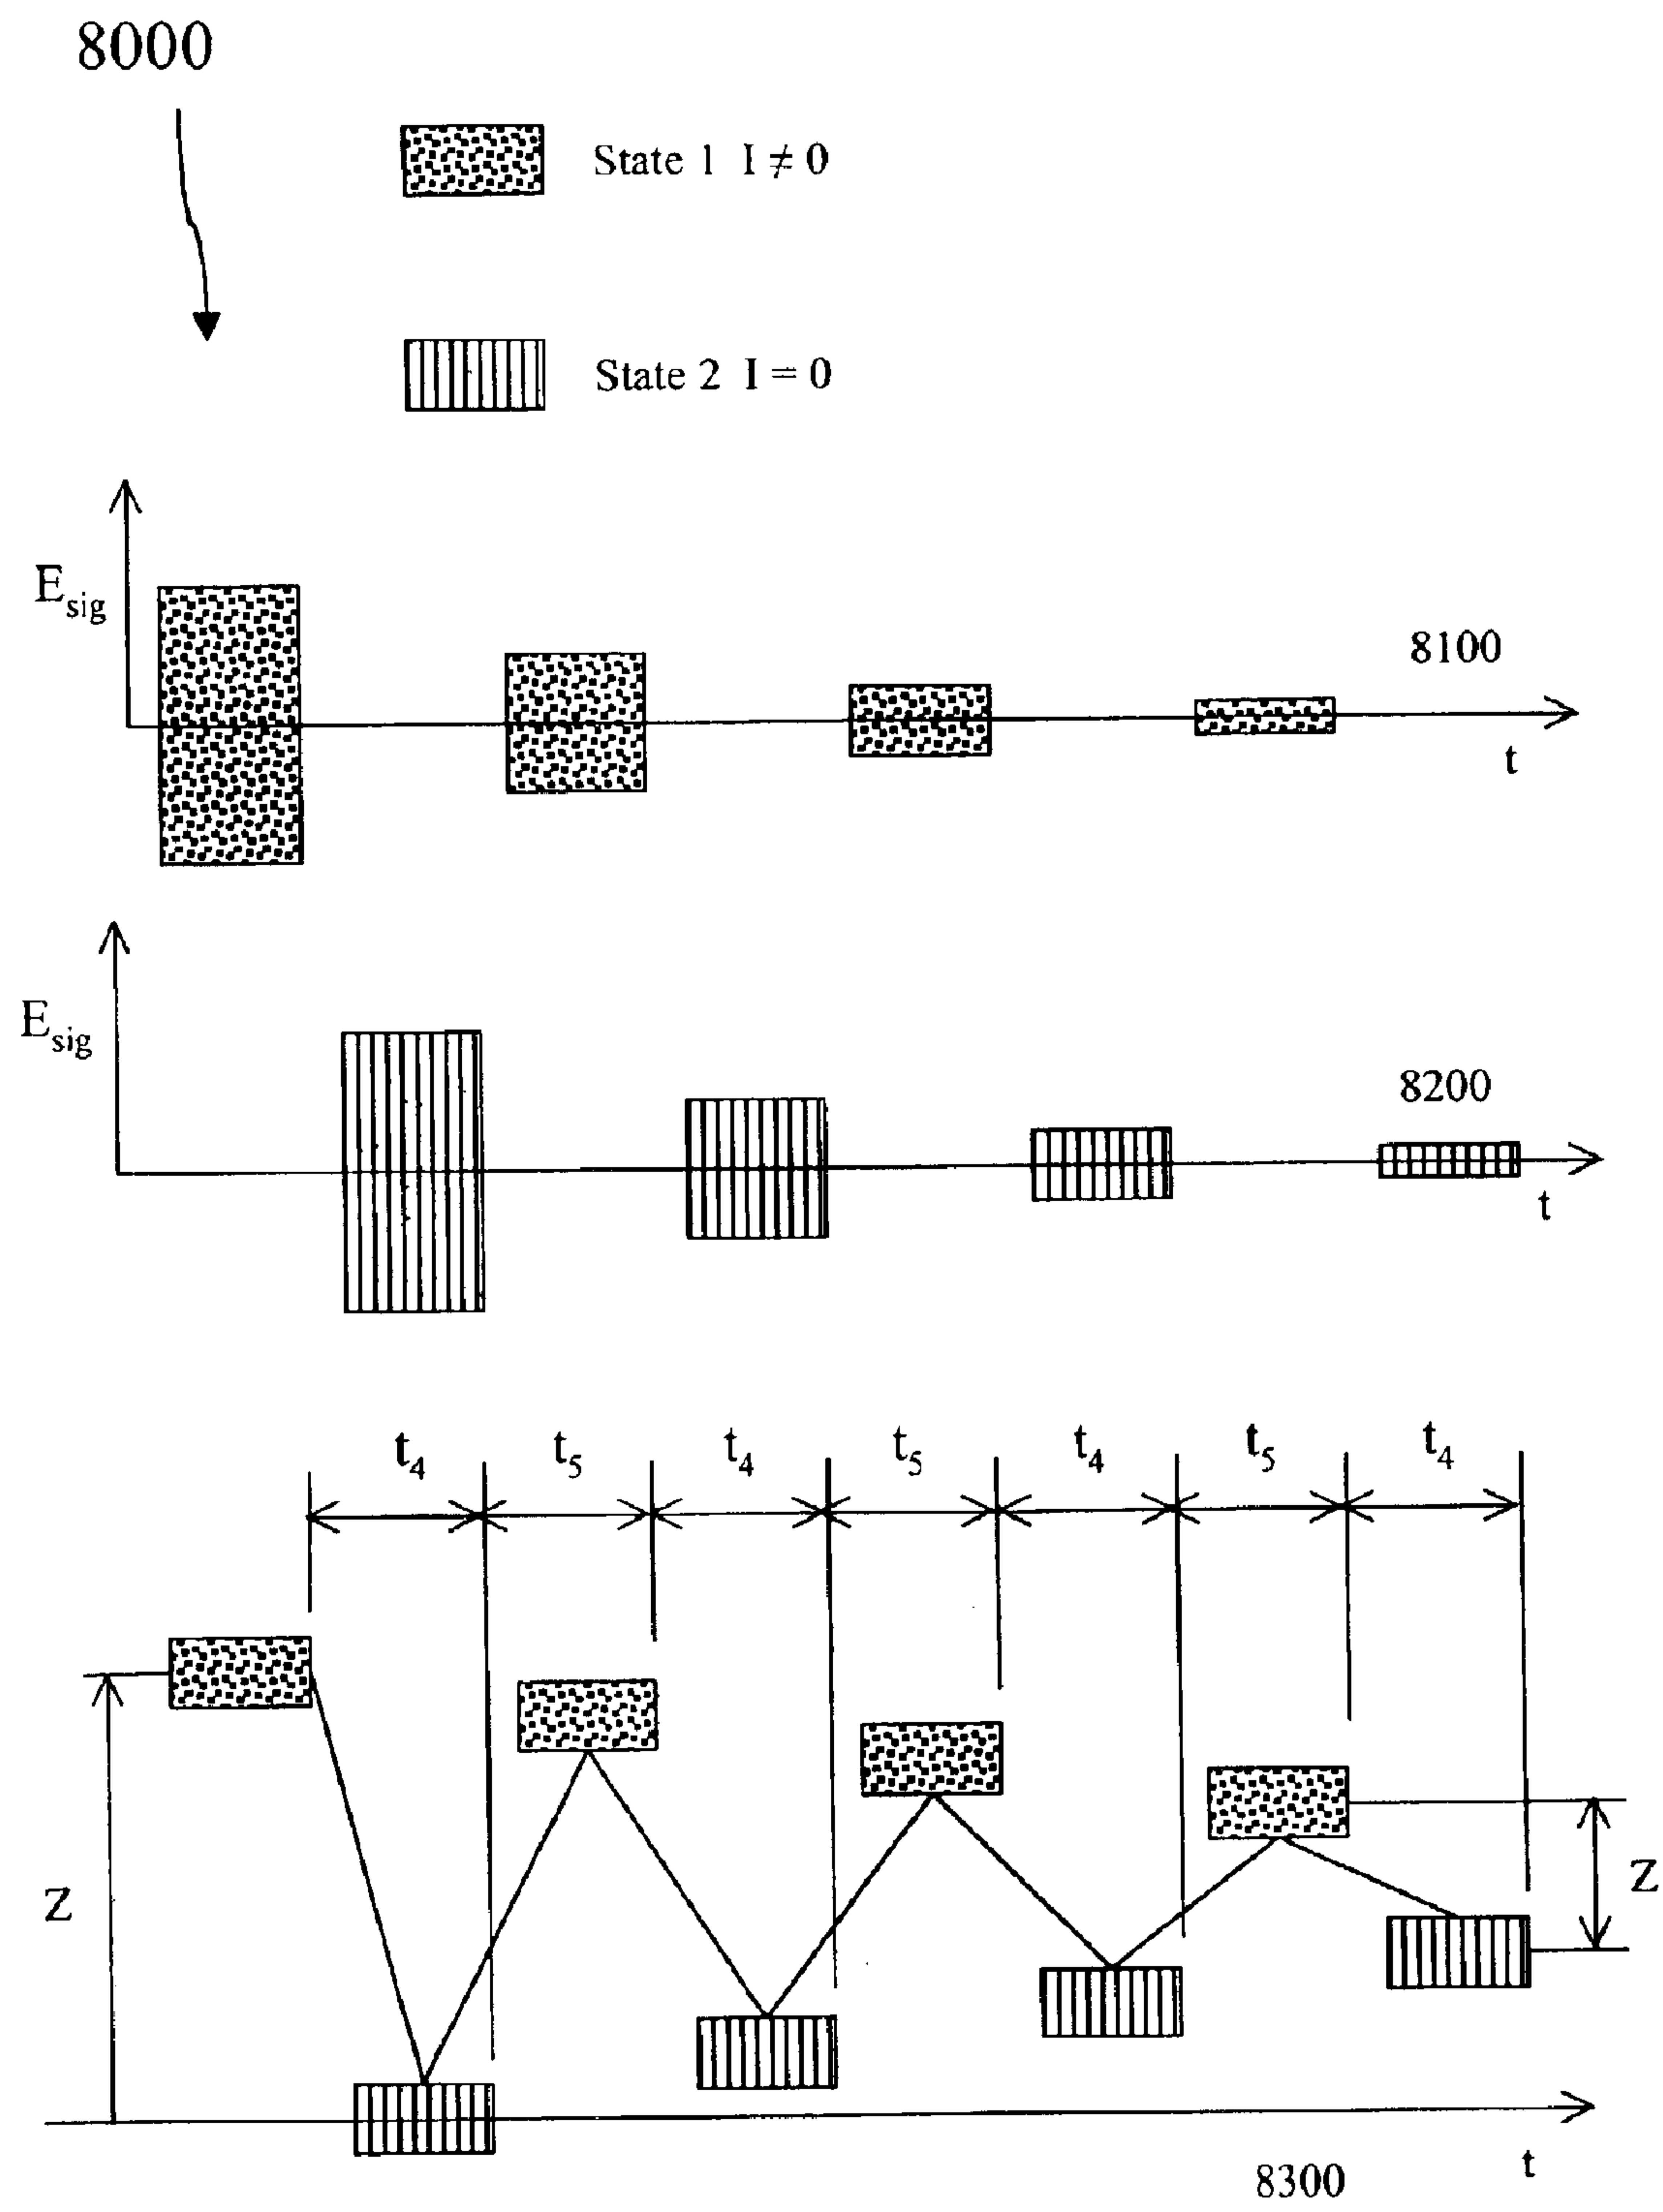 8000
State 1 I ≠ 0
State 2 I = 0
E_sig
8100
t
E_sig
8200
t
t_4 t_5 t_4 t_5 t_4 t_5 t_4
Z
Z
t
8300